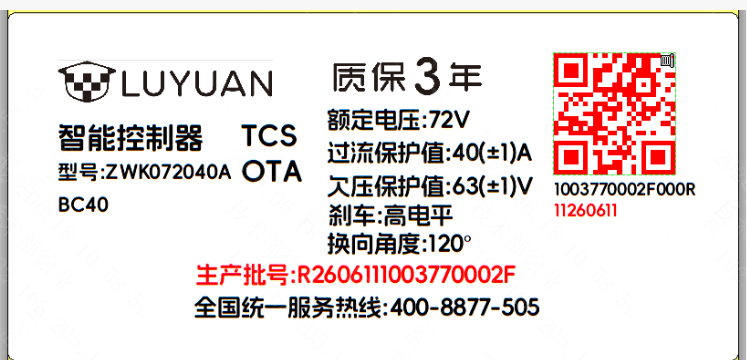 LUYUAN
质保3年
智能控制器 TCS
型号:ZWK072040A OTA
BC40
额定电压:72V
过流保护值:40(±1)A
欠压保护值:63(±1)V
刹车:高电平
换向角度:120°
1003770002F000R
11260611
生产批号:R2606111003770002F
全国统一服务热线:400-8877-505